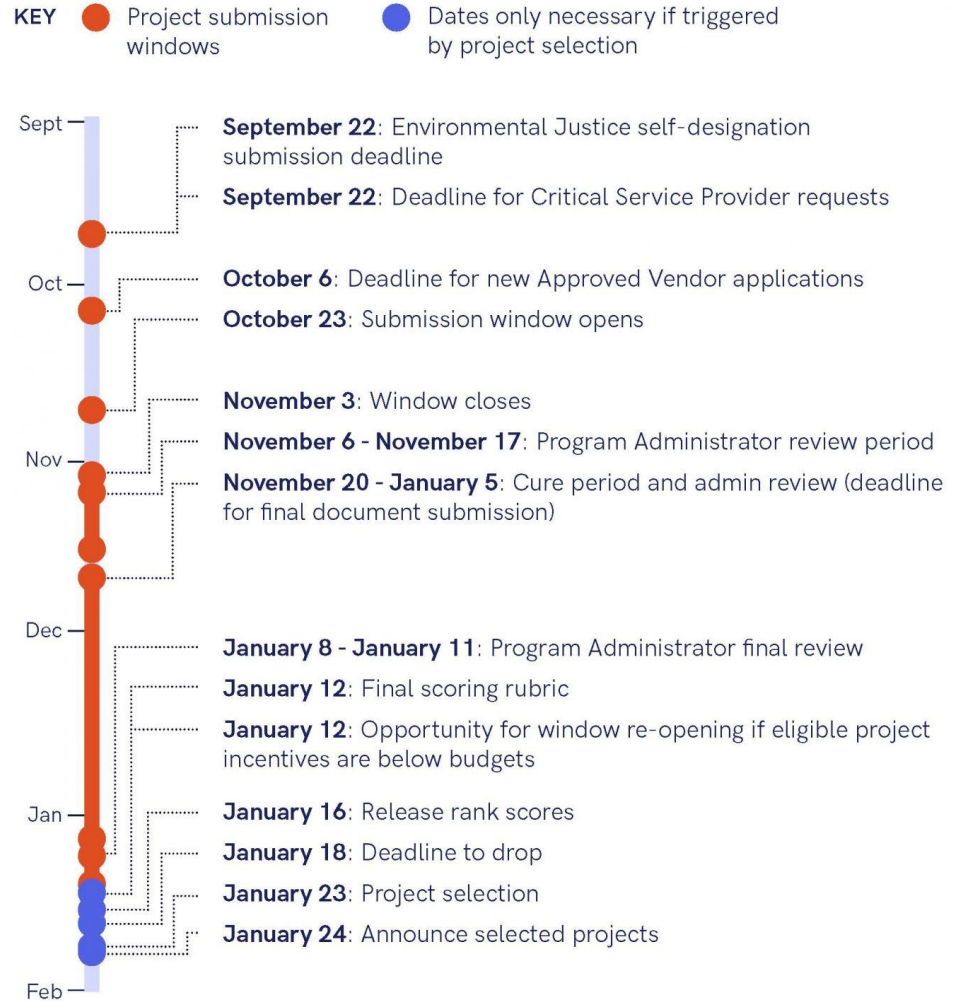 KEY
Project submission
windows
Dates only necessary if triggered
by project selection
Sept
September 22: Environmental Justice self-designation
submission deadline
September 22: Deadline for Critical Service Provider requests
Oct
October 6: Deadline for new Approved Vendor applications
October 23: Submission window opens
November 3: Window closes
November 6 - November 17: Program Administrator review period
Nov
November 20 - January 5: Cure period and admin review (deadline
for final document submission)
Dec
January 8 - January 11: Program Administrator final review
January 12: Final scoring rubric
January 12: Opportunity for window re-opening if eligible project
incentives are below budgets
Jan
January 16: Release rank scores
January 18: Deadline to drop
January 23: Project selection
January 24: Announce selected projects
Feb